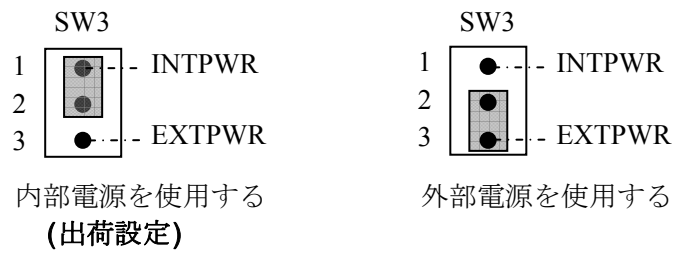 SW3
1 INTPWR
2
3 EXTPWR
内部電源を使用する
(出荷設定)
SW3
1 INTPWR
2
3 EXTPWR
外部電源を使用する